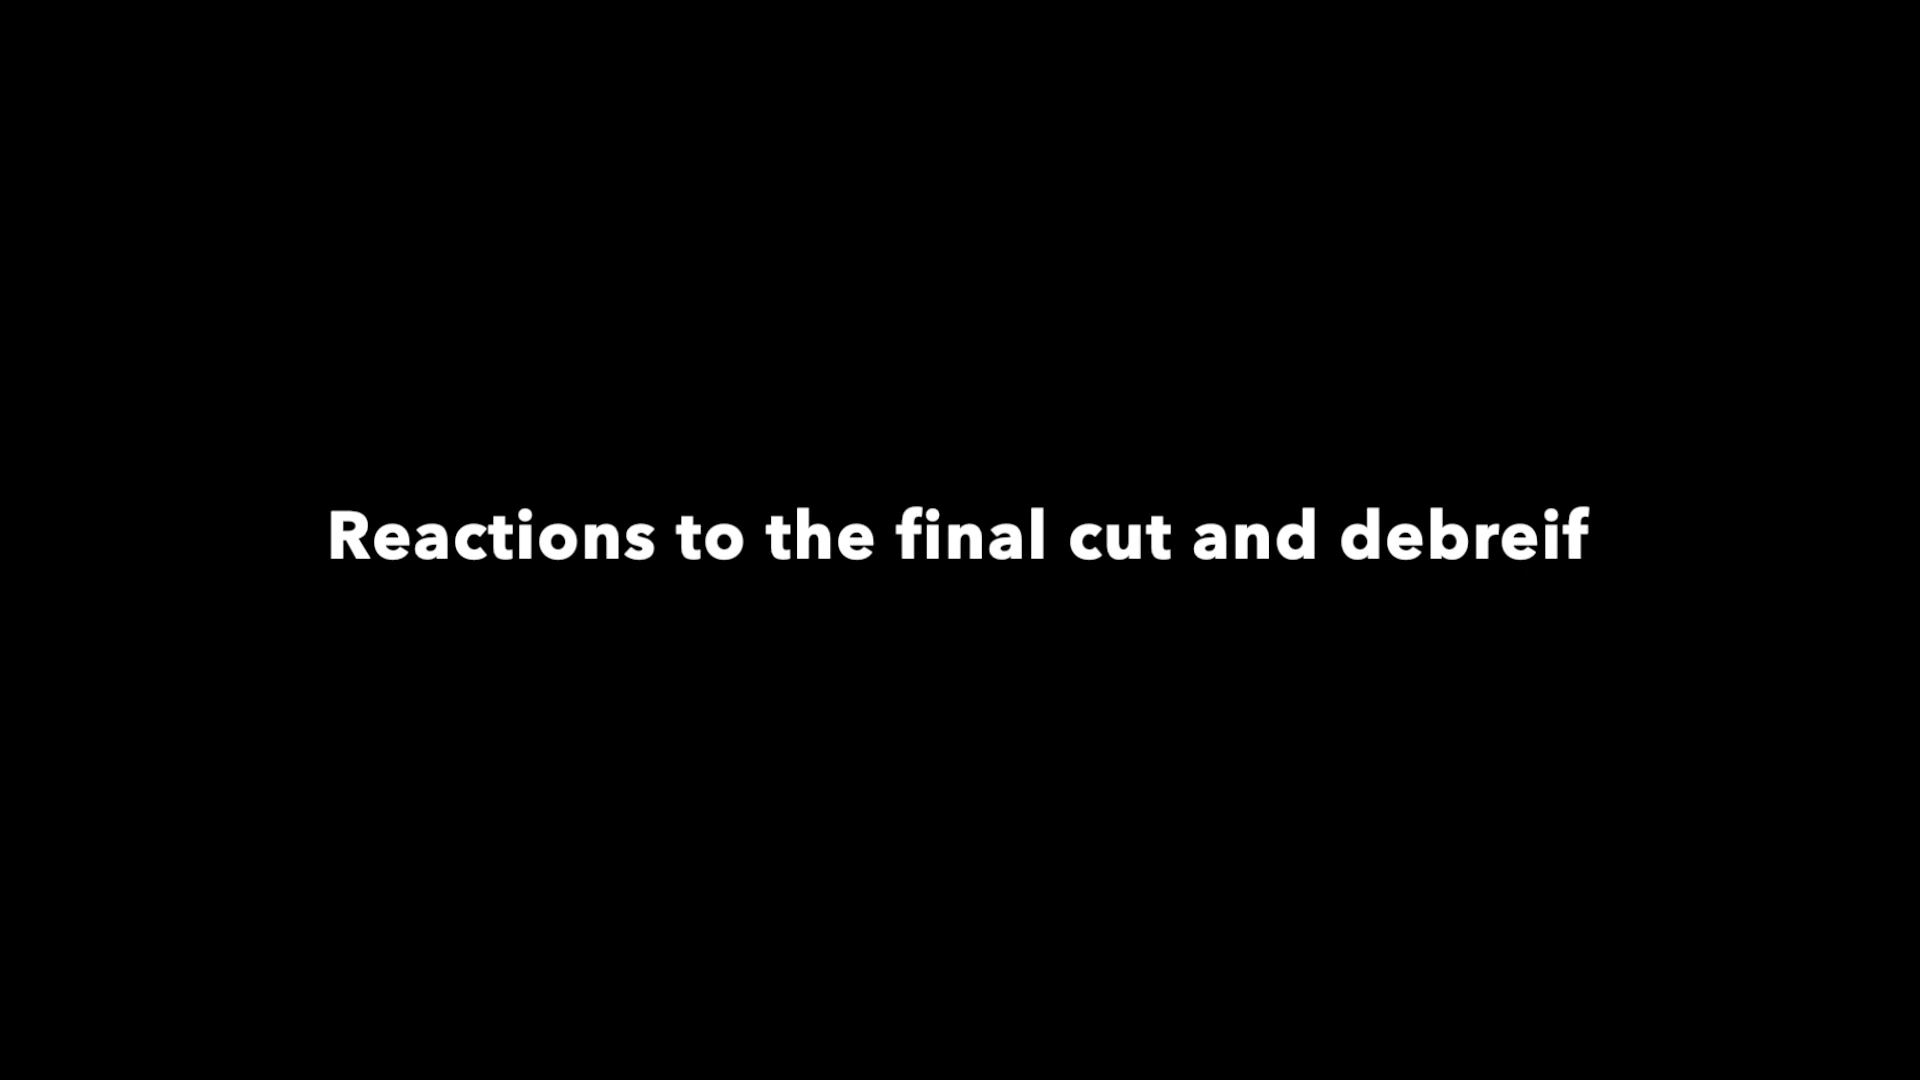 Reactions to the final cut and debreif